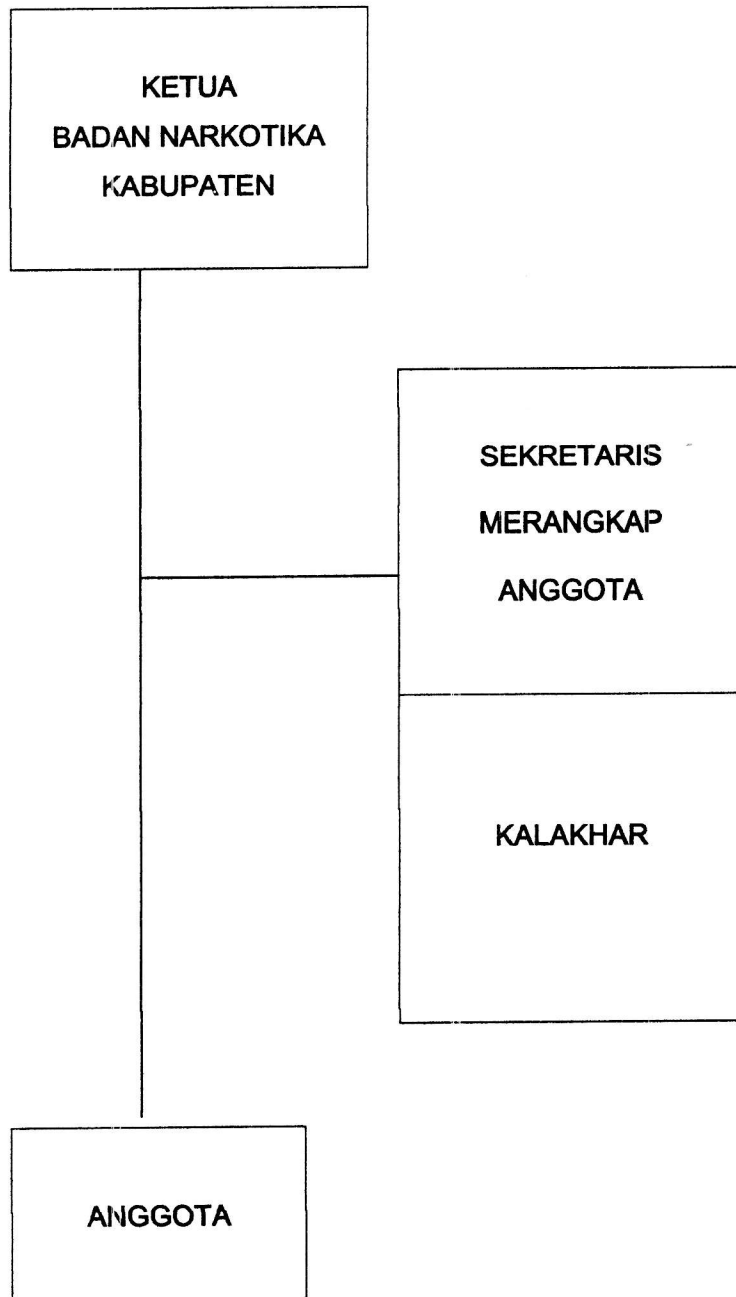 KETUA
BADAN NARKOTIKA
KABUPATEN
SEKRETARIS
MERANGKAP
ANGGOTA
KALAKHAR
ANGGOTA